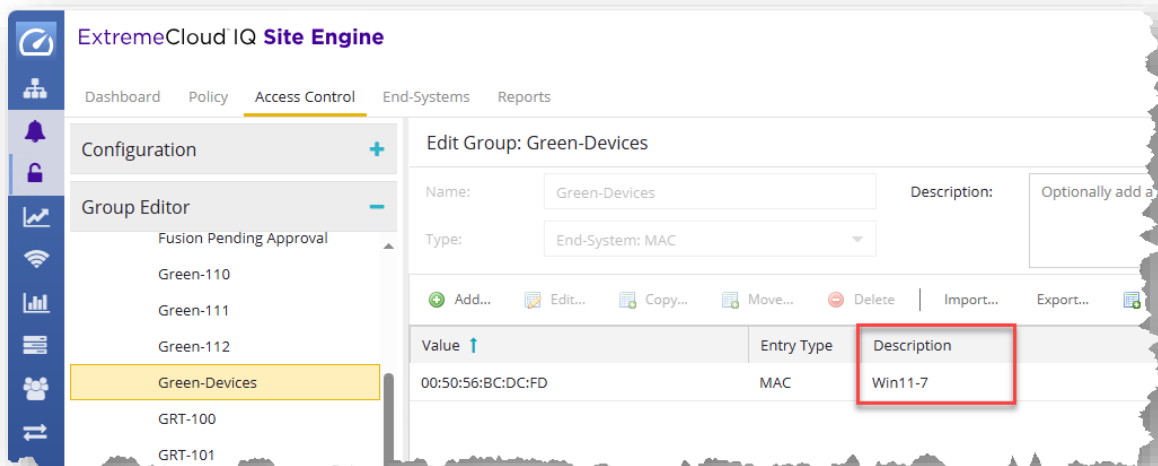 ExtremeCloud IQ Site Engine
Dashboard Policy Access Control End-Systems Reports
Configuration
Group Editor
Fusion Pending Approval
Green-110
Green-111
Green-112
Green-Devices
GRT-100
GRT-101
Edit Group: Green-Devices
Name: Green-Devices Description: Optionally add a
Type: End-System: MAC
Add... Edit... Copy... Move... Delete Import... Export...
Value Entry Type Description
00:50:56:BC:DC:FD MAC Win11-7